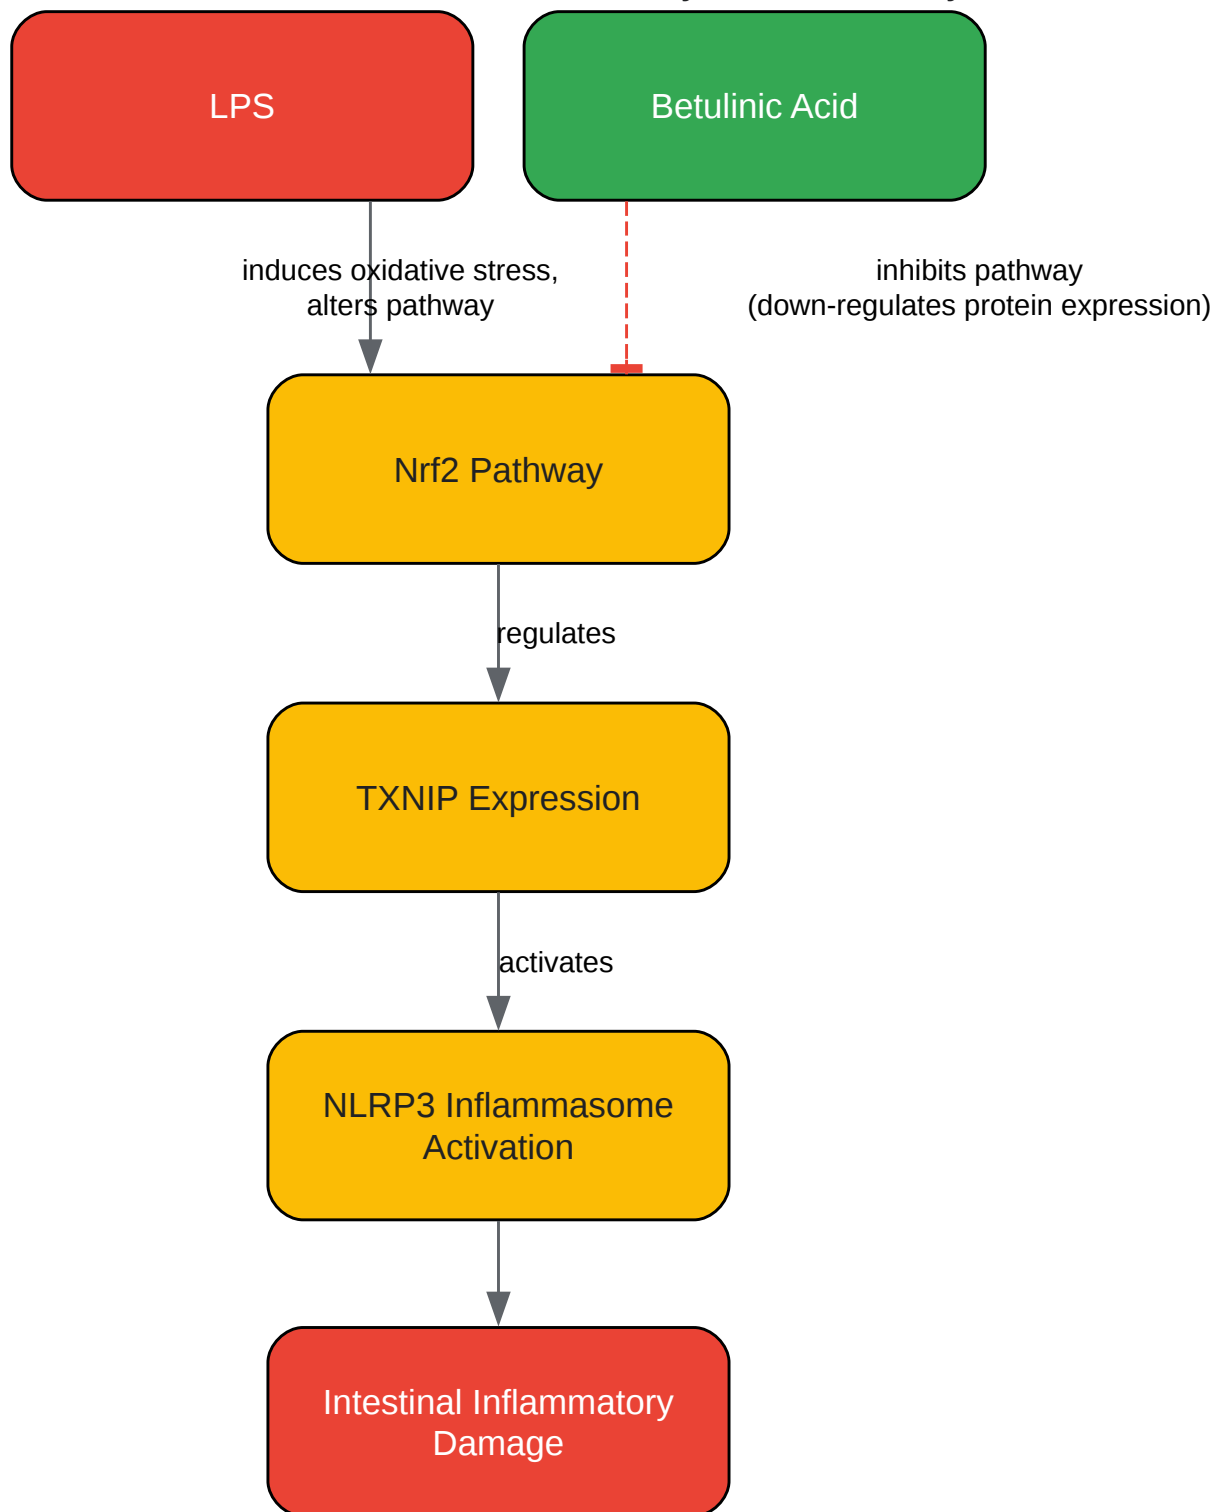 LPS
Betulinic Acid
induces oxidative stress,
alters pathway
inhibits pathway
(down-regulates protein expression)
Nrf2 Pathway
regulates
TXNIP Expression
activates
NLRP3 Inflammasome
Activation
Intestinal Inflammatory
Damage